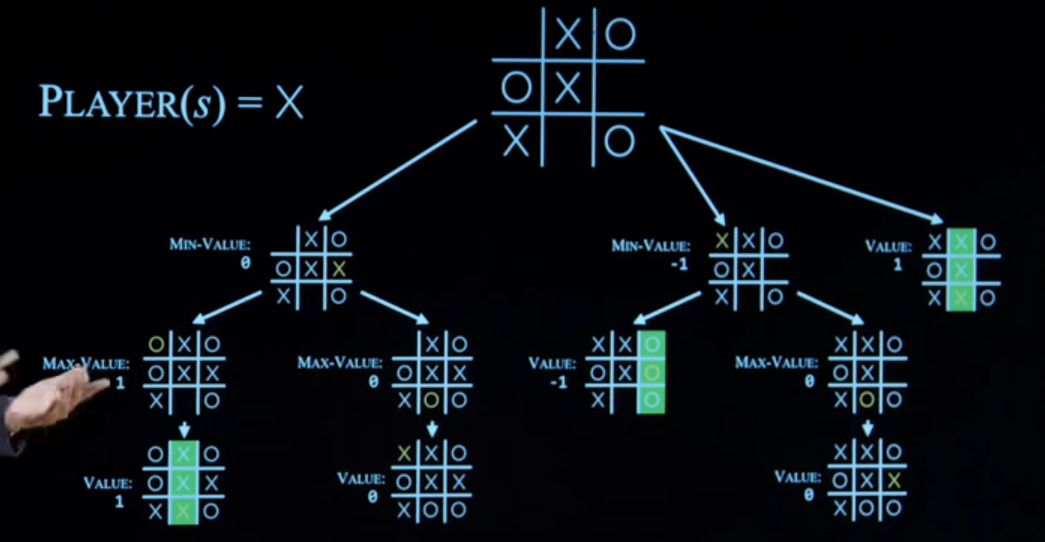 PLAYER(s) = X
X O
O X
X O
MIN-VALUE:
0
X O
O X X
X O
MIN-VALUE:
-1
X X O
O X
X O
VALUE:
1
X X O
O X
X X O
MAX-VALUE:
1
O X O
O X X
X O
MAX-VALUE:
0
X O
O X X
X O O
VALUE:
-1
X X O
O X O
X O
MAX-VALUE:
0
X X O
O X
X O O
VALUE:
1
O X O
O X X
X X O
VALUE:
0
X X O
O X X
X O O
VALUE:
0
X X O
O X X
X O O